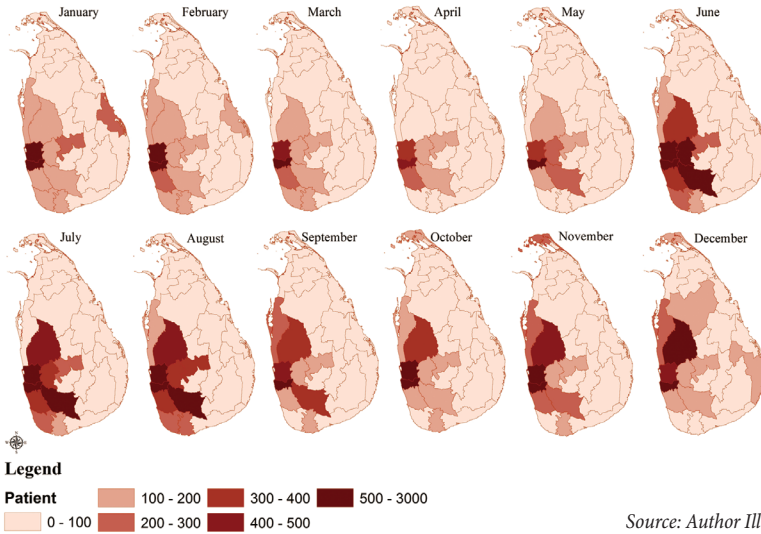 January February March April May June
July August September October November December
Legend
Patient 100 - 200 300 - 400 500 - 3000
0 - 100 200 - 300 400 - 500
Source: Author Ill